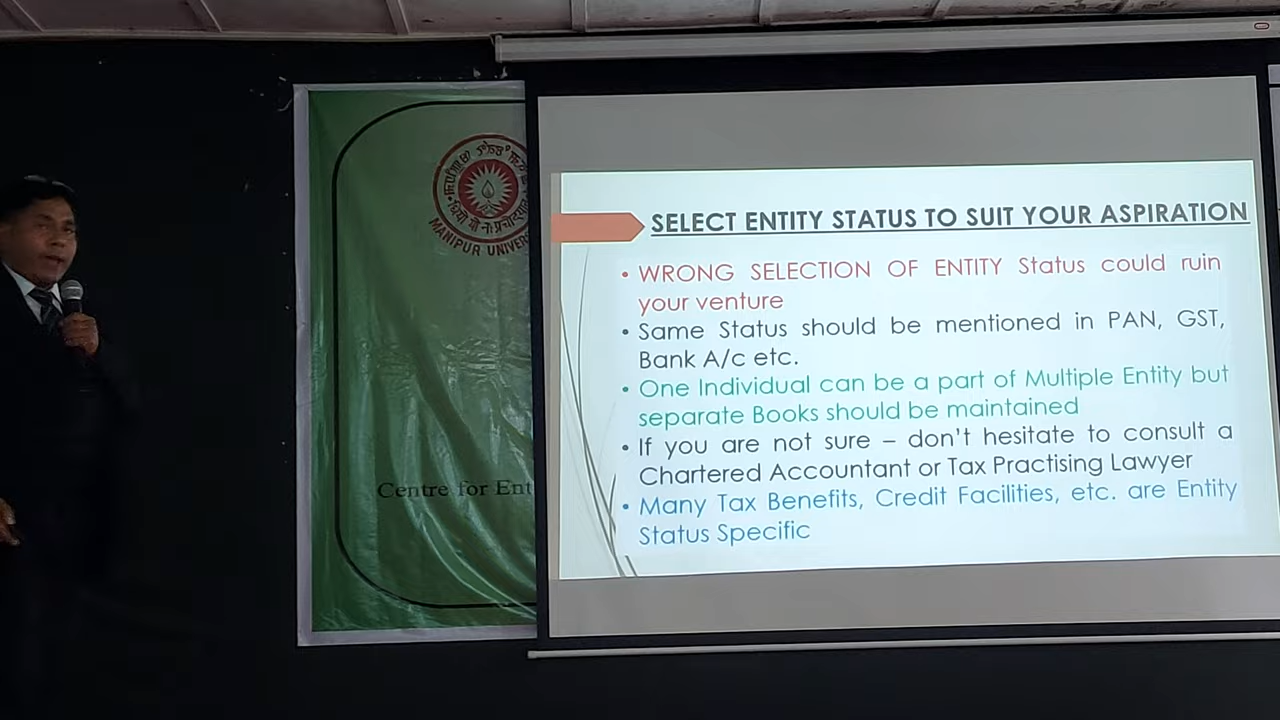 MANIPUR UNIVER
Centre for Ent
SELECT ENTITY STATUS TO SUIT YOUR ASPIRATION
• WRONG SELECTION OF ENTITY Status could ruin
your venture
• Same Status should be mentioned in PAN, GST,
Bank A/c etc.
• One Individual can be a part of Multiple Entity but
separate Books should be maintained
• If you are not sure – don't hesitate to consult a
Chartered Accountant or Tax Practising Lawyer
• Many Tax Benefits, Credit Facilities, etc. are Entity
Status Specific